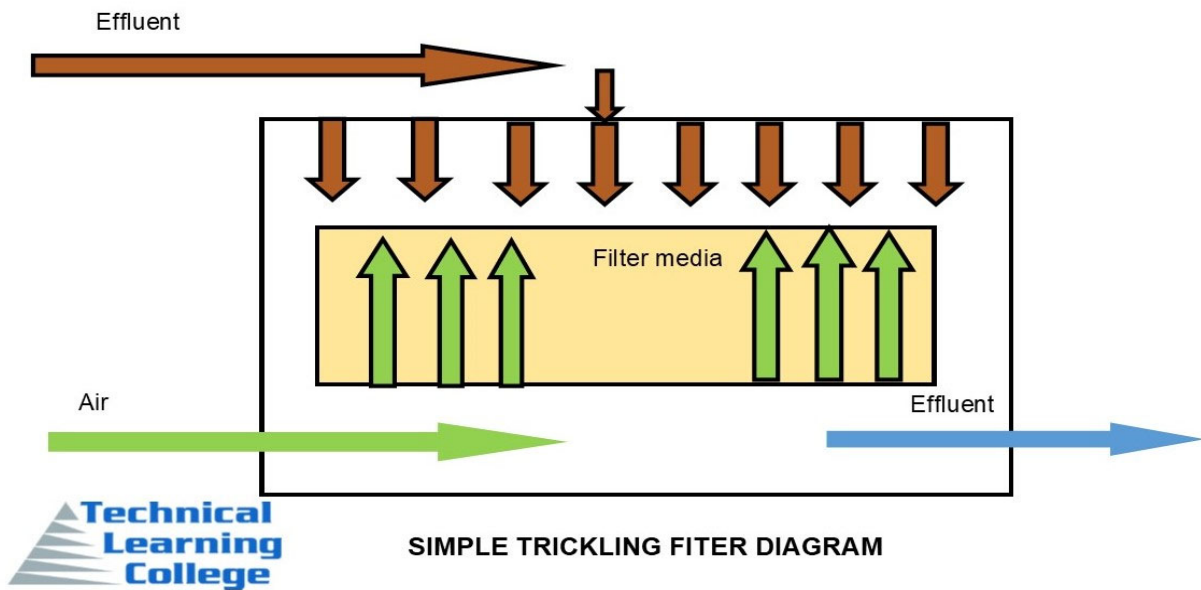 Effluent
Filter media
Air
Effluent
Technical
Learning
College
SIMPLE TRICKLING FITER DIAGRAM